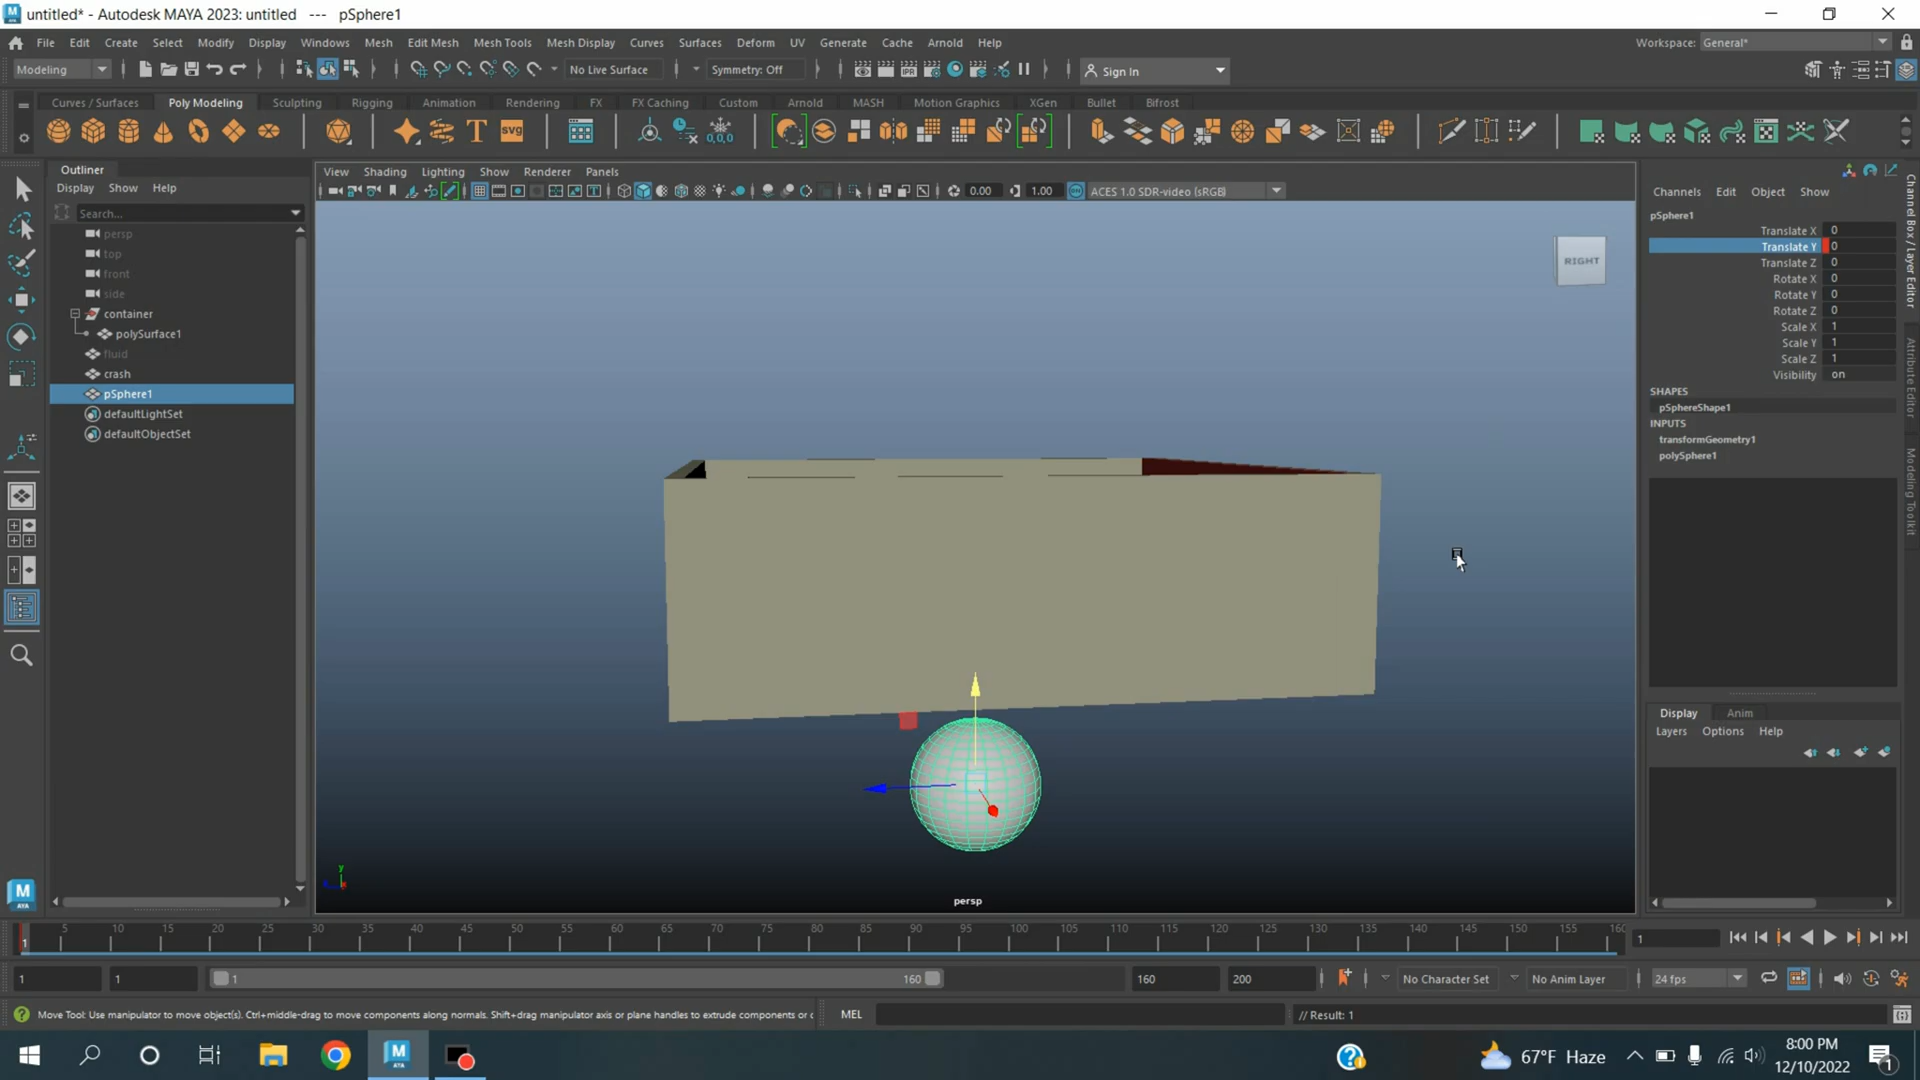 untitled* - Autodesk MAYA 2023: untitled --- pSphere1
File Edit Create Select Modify Display Windows Mesh Edit Mesh Mesh Tools Mesh Display Curves Surfaces Deform UV Generate Cache Arnold Help
Workspace: General*
Modeling No Live Surface Symmetry: Off Sign In
Curves / Surfaces Poly Modeling Sculpting Rigging Animation Rendering FX FX Caching Custom Arnold MASH Motion Graphics XGen Bullet Bifrost
Outliner
Display Show Help
Search...
persp
top
front
side
container
polySurface1
fluid
crash
pSphere1
defaultLightSet
defaultObjectSet
View Shading Lighting Show Renderer Panels
0.00 1.00 ACES 1.0 SDR-video (sRGB)
RIGHT
persp
Channels Edit Object Show
pSphere1
Translate X 0
Translate Y 0
Translate Z 0
Rotate X 0
Rotate Y 0
Rotate Z 0
Scale X 1
Scale Y 1
Scale Z 1
Visibility on
SHAPES
pSphereShape1
INPUTS
transformGeometry1
polySphere1
Display Anim
Layers Options Help
Channel Box / Layer Editor
Attribute Editor
Modeling Toolkit
5 10 15 20 25 30 35 40 45 50 55 60 65 70 75 80 85 90 95 100 105 110 115 120 125 130 135 140 145 150 155 160
1 1
1 1 1 160 160 200 No Character Set No Anim Layer 24 fps
Move Tool: Use manipulator to move object(s). Ctrl+middle-drag to move components along normals. Shift+drag manipulator axis or plane handles to extrude components or c
MEL // Result: 1
67°F Haze 8:00 PM
12/10/2022
1